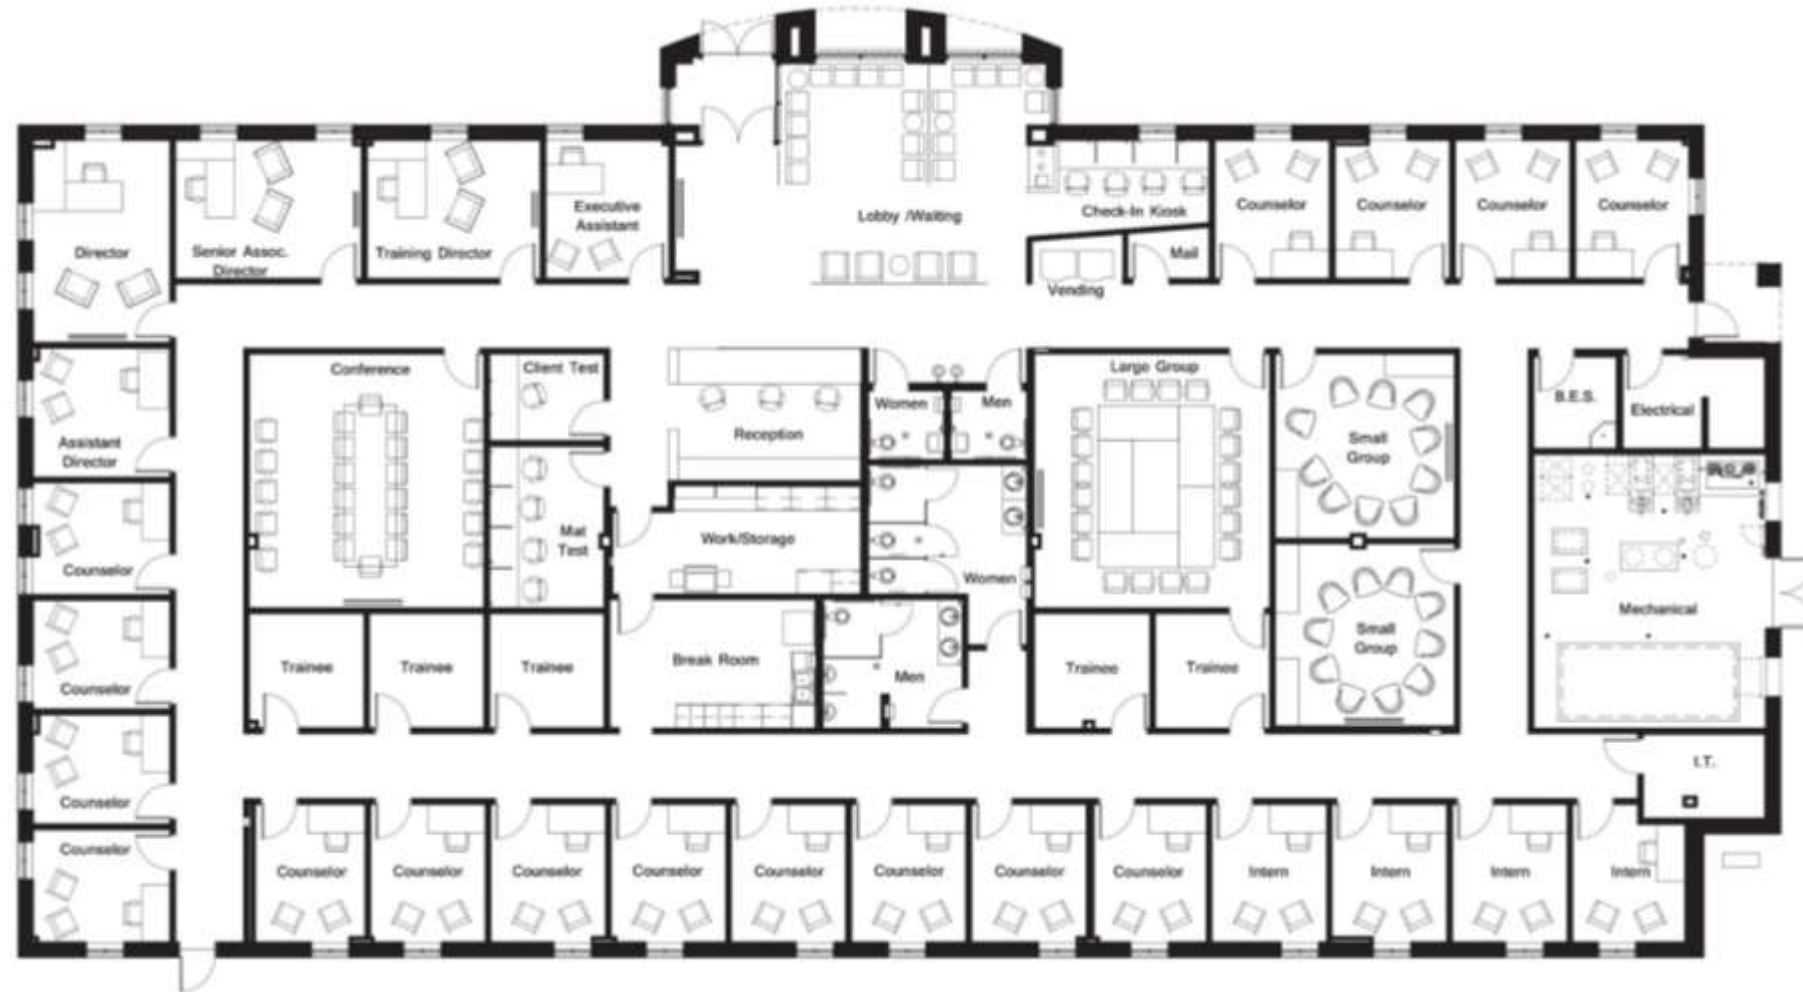 Director
Senior Assoc.
Director
Training Director
Executive
Assistant
Lobby /Waiting
Check-In Kiosk
Mail
Vending
Counselor
Counselor
Counselor
Counselor
Assistant
Director
Conference
Client Test
Mat
Test
Reception
Women
Men
Large Group
Small
Group
B.E.S.
Electrical
Counselor
Work/Storage
Women
Small
Group
Mechanical
Counselor
Trainee
Trainee
Trainee
Break Room
Men
Trainee
Trainee
Counselor
I.T.
Counselor
Counselor
Counselor
Counselor
Counselor
Counselor
Counselor
Counselor
Counselor
Intern
Intern
Intern
Intern